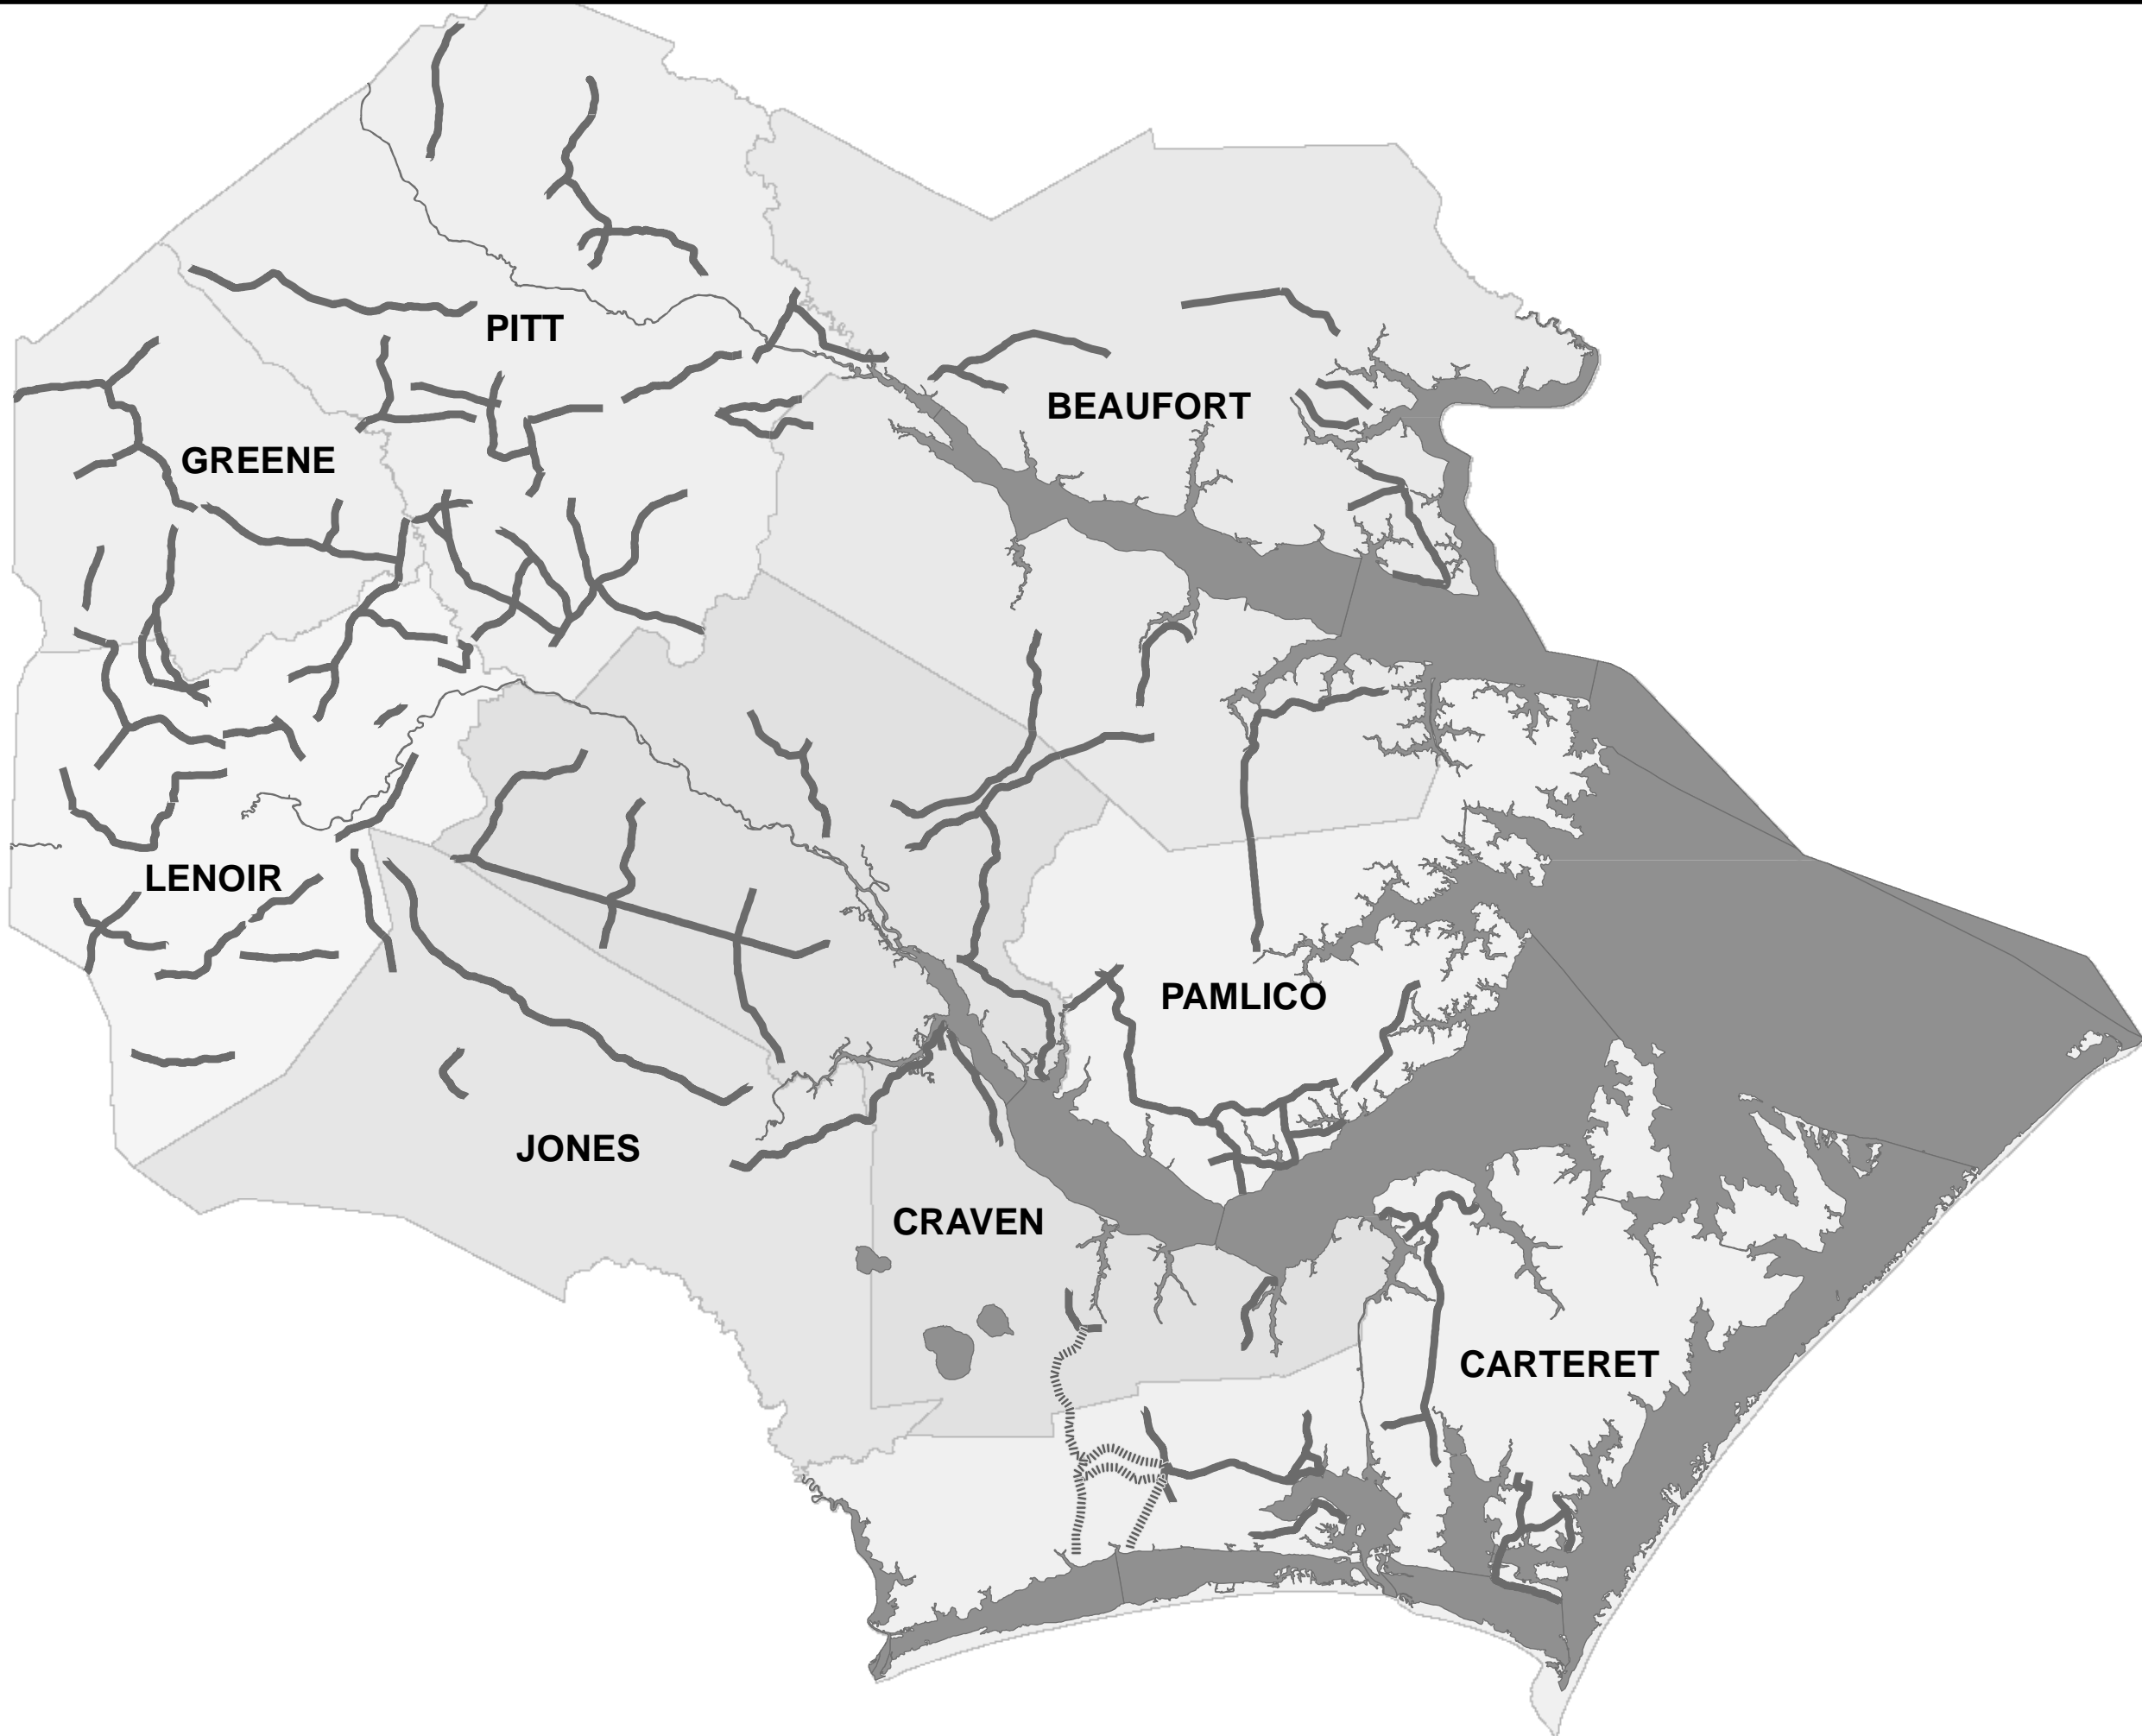 PITT
BEAUFORT
GREENE
LENOIR
PAMLICO
JONES
CRAVEN
CARTERET